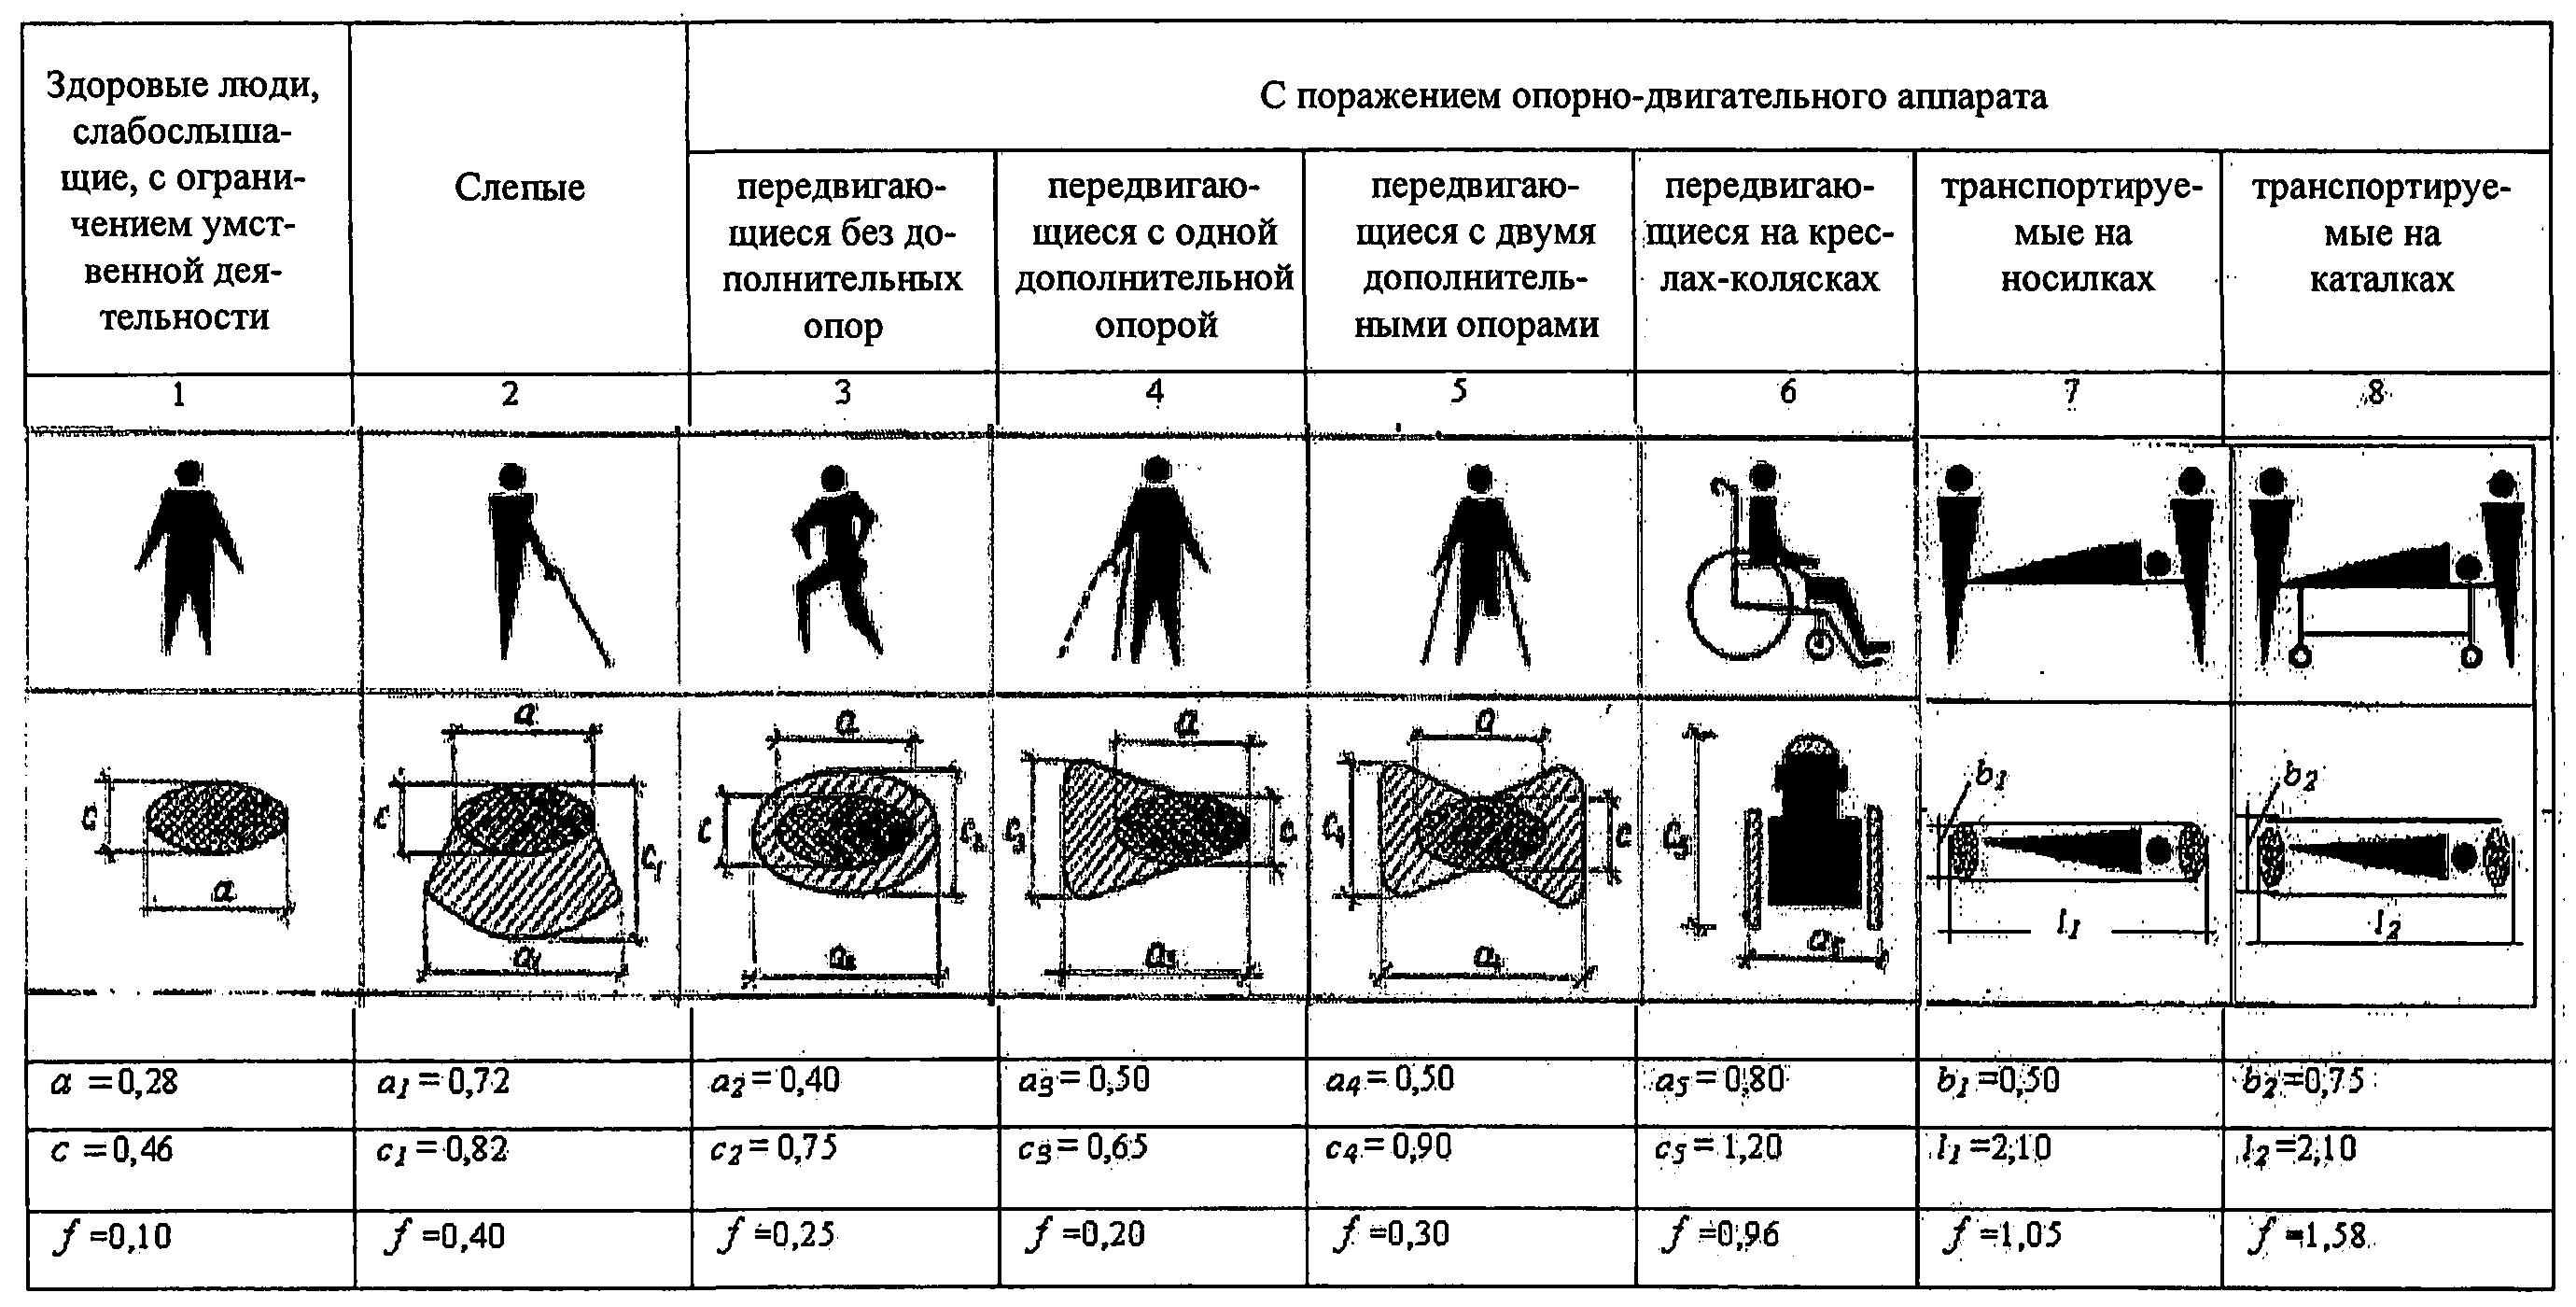 Здоровые люди,
слабослыша-
щие, с ограни-
чением умст-
венной дея-
тельности
Слепые
С поражением опорно-двигательного аппарата
передвигаю-
щиеся без до-
полнительных
опор
передвигаю-
щиеся с одной
дополнительной
опорой
передвигаю-
щиеся с двумя
дополнитель-
ными опорами
передвигаю-
щиеся на крес-
лах-колясках
транспортируе-
мые на
носилках
транспортируе-
мые на
каталках
1 2 3 4 5 6 7 8
a a a a
c a
c c1 a1
c c2 a2
c3 c a3
c4 c a4
c5 a5
b1 l1
b2 l2
a =0,28 a1=0,72 a2=0,40 a3=0,50 a4=0,50 a5=0,80 b1=0,50 b2=0,75
c =0,46 c1=0,82 c2=0,75 c3=0,65 c4=0,90 c5=1,20 l1=2,10 l2=2,10
f=0,10 f=0,40 f=0,25 f=0,20 f=0,30 f=0,96 f=1,05 f=1,58